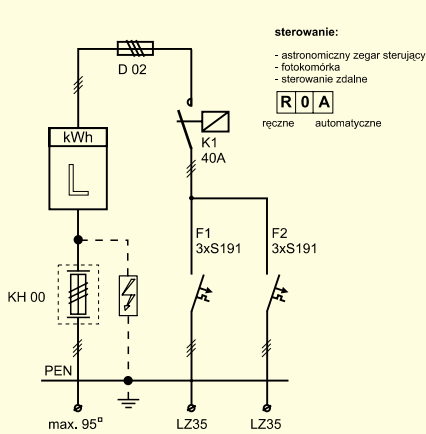 sterowanie:
- astronomiczny zegar sterujący
- fotokomórka
- sterowanie zdalne
R 0 A
ręczne automatyczne
D 02
kWh
K1
40A
F1
3xS191
F2
3xS191
KH 00
PEN
max. 95□
LZ35
LZ35